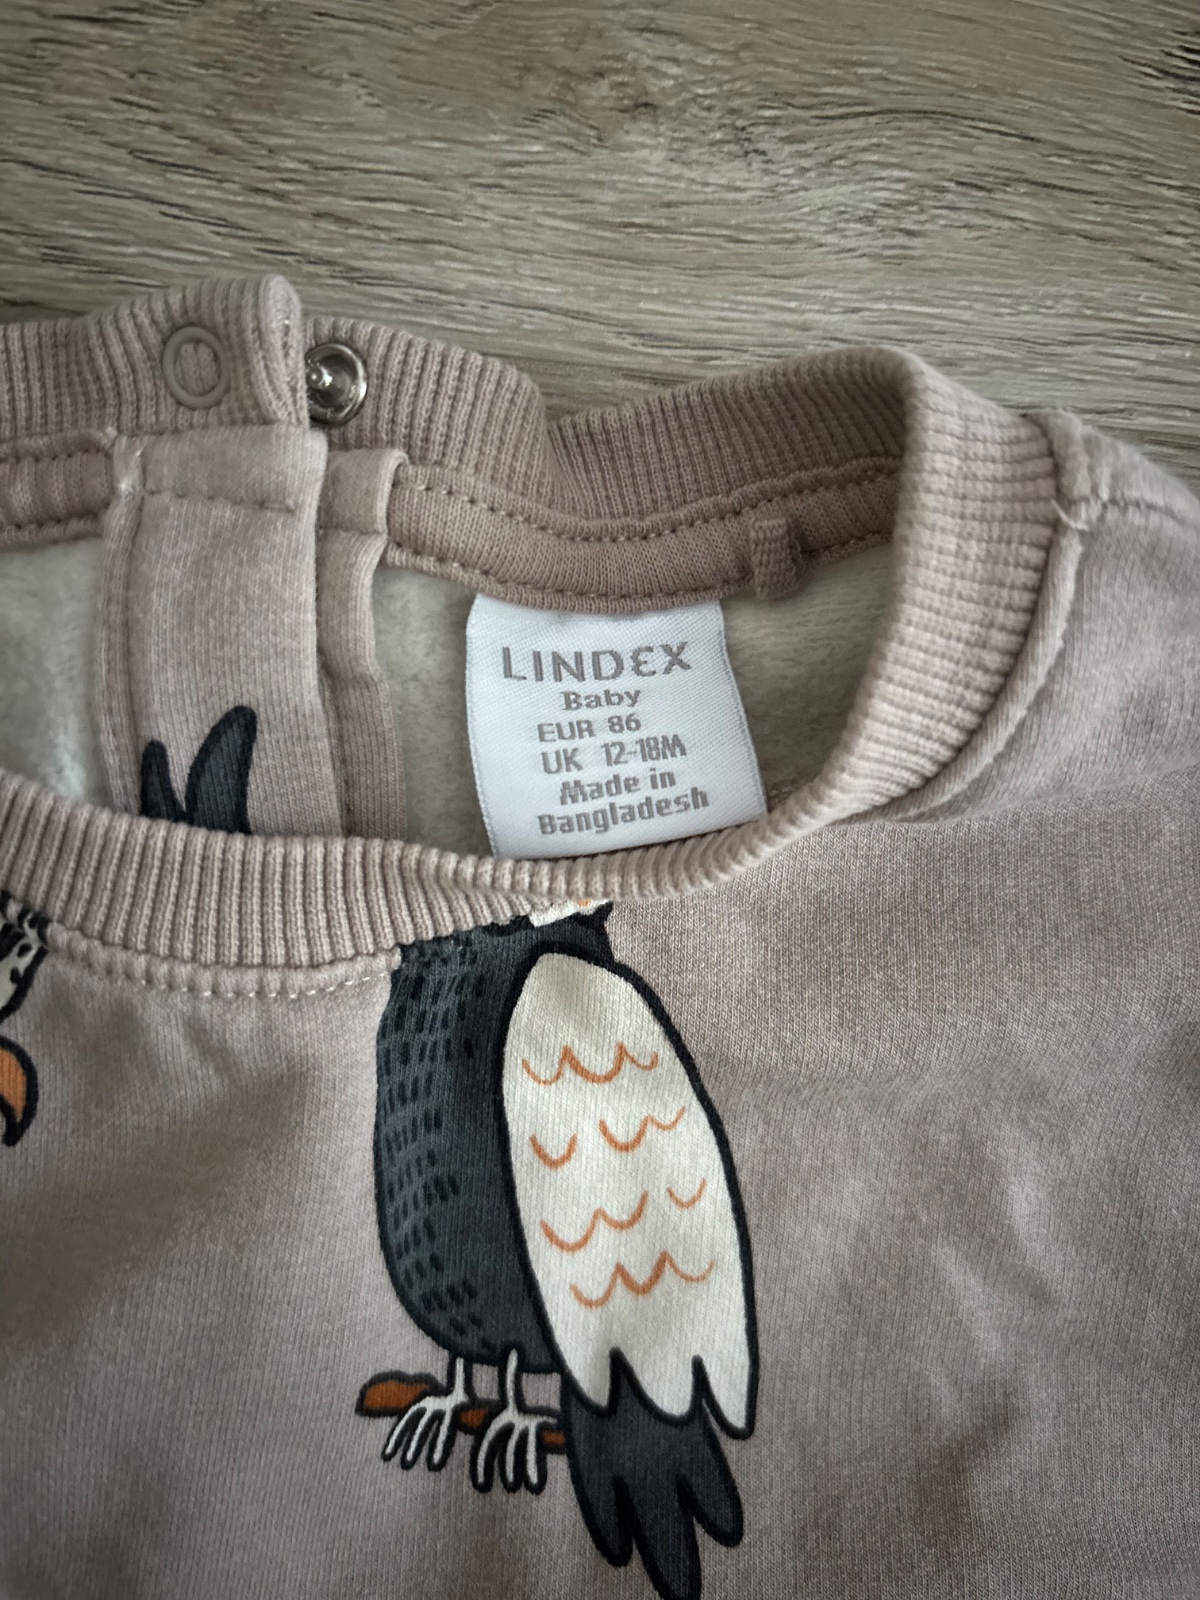 LINDEX
Baby
EUR 86
UK 12-18M
Made in
Bangladesh